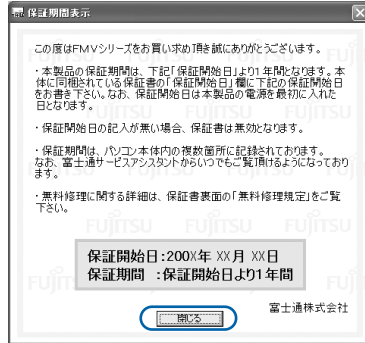 保証期間表示
この度はFMVシリーズをお買い求め頂き誠にありがとうございます。
・本製品の保証期間は、下記「保証開始日」より1年間となります。本
体に同梱されている保証書の「保証開始日」欄に下記の保証開始日
をお書き下さい。なお、保証開始日は本製品の電源を最初に入れた
日となります。
・保証開始日の記入が無い場合、保証書は無効となります。
・保証期間は、パソコン本体内の複数箇所に記録されております。
なお、富士通サービスアシスタントからいつでもご覧頂けるようになっており
ます。
・無料修理に関する詳細は、保証書裏面の「無料修理規定」をご覧
下さい。
保証開始日:200X年 XX月 XX日
保証期間 :保証開始日より1年間
富士通株式会社
閉じる